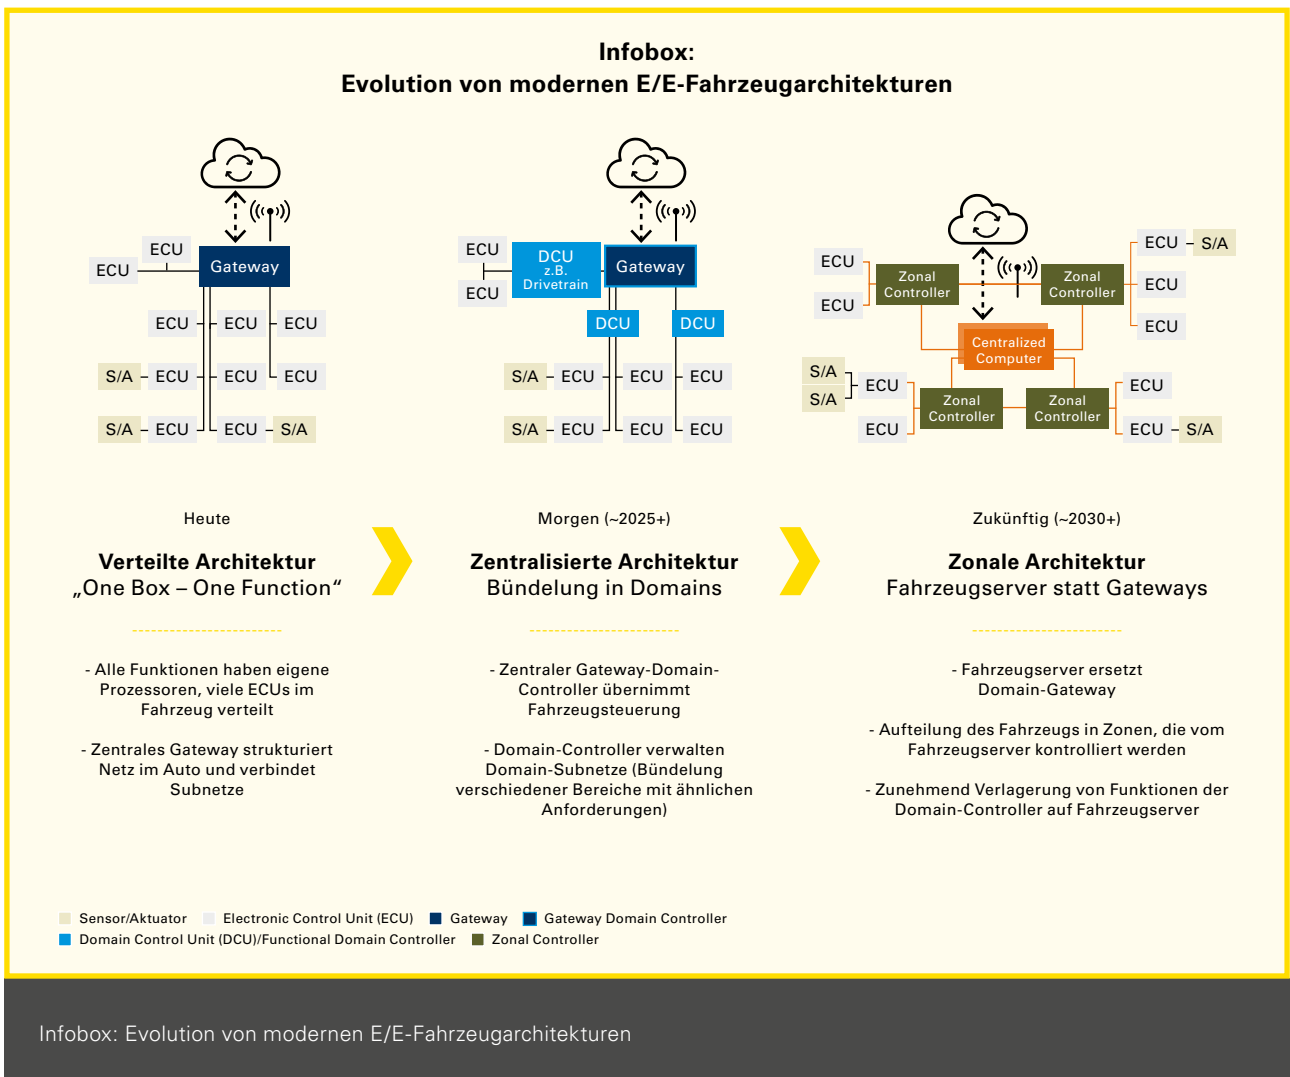 Infobox:
Evolution von modernen E/E-Fahrzeugarchitekturen
ECU
ECU
Gateway
ECU
ECU
ECU
S/A
ECU
ECU
ECU
S/A
ECU
ECU
S/A
ECU
ECU
DCU
z.B.
Drivetrain
Gateway
DCU
DCU
S/A
ECU
ECU
ECU
S/A
ECU
ECU
ECU
ECU
ECU
Zonal
Controller
Zonal
Controller
ECU
S/A
ECU
ECU
Centralized
Computer
S/A
S/A
ECU
ECU
Zonal
Controller
Zonal
Controller
ECU
ECU
S/A
Heute
Verteilte Architektur
„One Box – One Function“
- Alle Funktionen haben eigene
Prozessoren, viele ECUs im
Fahrzeug verteilt
- Zentrales Gateway strukturiert
Netz im Auto und verbindet
Subnetze
Morgen (~2025+)
Zentralisierte Architektur
Bündelung in Domains
- Zentraler Gateway-Domain-
Controller übernimmt
Fahrzeugsteuerung
- Domain-Controller verwalten
Domain-Subnetze (Bündelung
verschiedener Bereiche mit ähnlichen
Anforderungen)
Zukünftig (~2030+)
Zonale Architektur
Fahrzeugserver statt Gateways
- Fahrzeugserver ersetzt
Domain-Gateway
- Aufteilung des Fahrzeugs in Zonen, die vom
Fahrzeugserver kontrolliert werden
- Zunehmend Verlagerung von Funktionen der
Domain-Controller auf Fahrzeugserver
Sensor/Aktuator Electronic Control Unit (ECU) Gateway Gateway Domain Controller
Domain Control Unit (DCU)/Functional Domain Controller Zonal Controller
Infobox: Evolution von modernen E/E-Fahrzeugarchitekturen